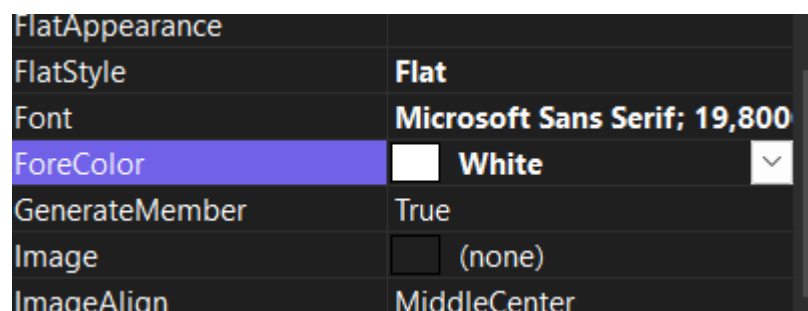 FlatAppearance
FlatStyle Flat
Font Microsoft Sans Serif; 19,800
ForeColor White
GenerateMember True
Image (none)
ImageAlign MiddleCenter